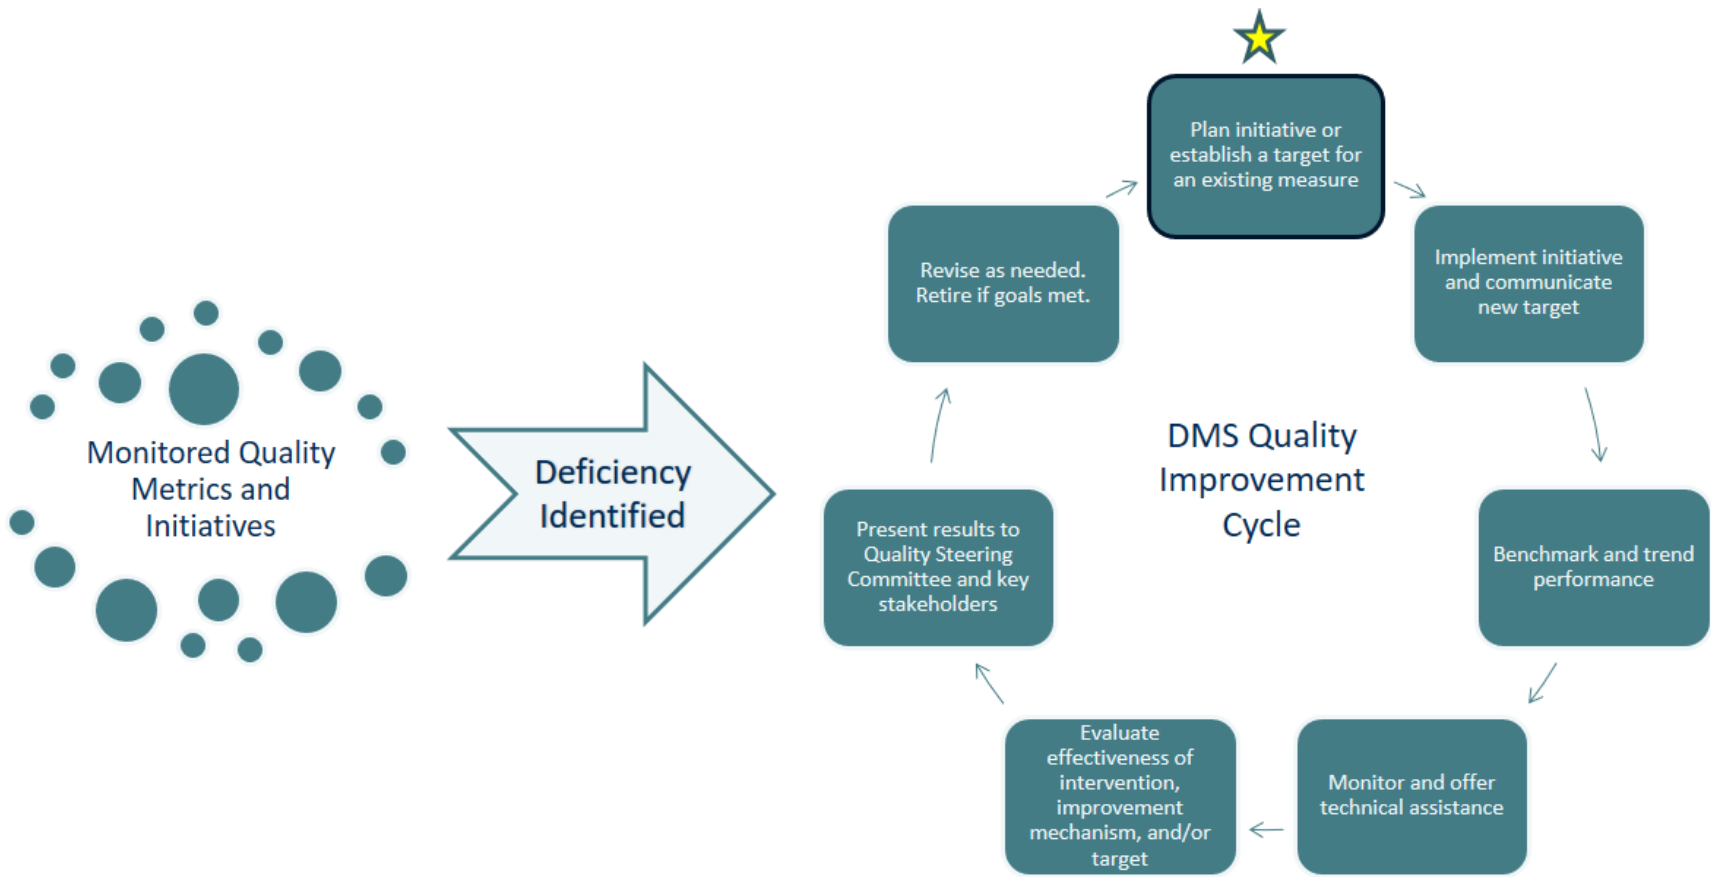 Monitored Quality
Metrics and
Initiatives
Deficiency
Identified
DMS Quality
Improvement
Cycle
Plan initiative or
establish a target for
an existing measure
Implement initiative
and communicate
new target
Benchmark and trend
performance
Monitor and offer
technical assistance
Evaluate
effectiveness of
intervention,
improvement
mechanism, and/or
target
Present results to
Quality Steering
Committee and key
stakeholders
Revise as needed.
Retire if goals met.